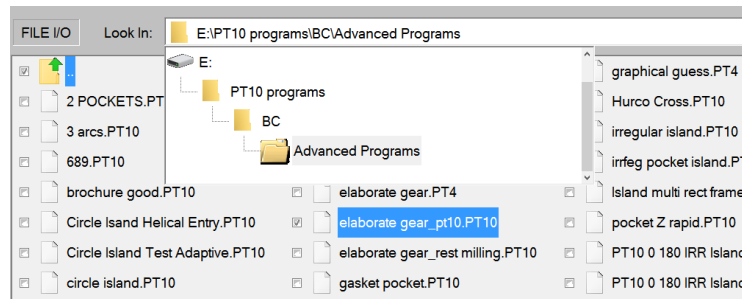 FILE I/O Look In: E:\PT10 programs\BC\Advanced Programs
..
E:
PT10 programs
BC
Advanced Programs
2 POCKETS.PT
3 arcs.PT10
689.PT10
brochure good.PT10
Circle Isand Helical Entry.PT10
Circle Island Test Adaptive.PT10
circle island.PT10
elaborate gear.PT4
elaborate gear_pt10.PT10
elaborate gear_rest milling.PT10
gasket pocket.PT10
graphical guess.PT4
Hurco Cross.PT10
irregular island.PT10
irrfeg pocket island.PT
Island multi rect frame
pocket Z rapid.PT10
PT10 0 180 IRR Island
PT10 0 180 IRR Island